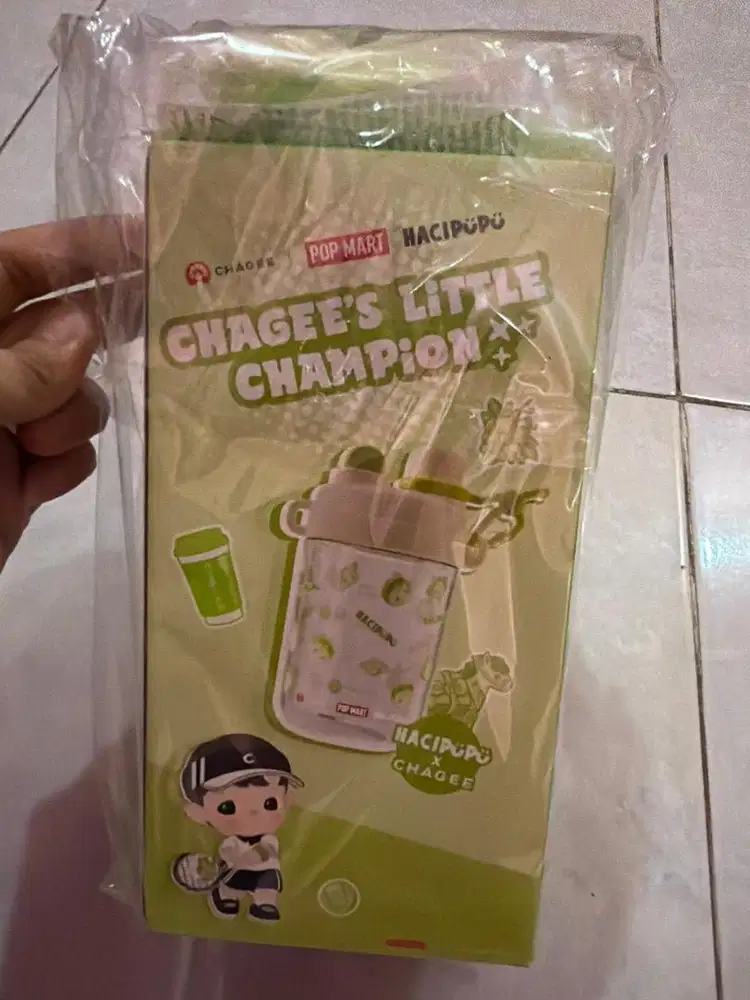 CHAGEE POP MART HACIPUPU
CHAGEE'S LiTTLE
CHAMPiON
HACIPUPU
POP MART
HACIPUPU
X
CHAGEE
C